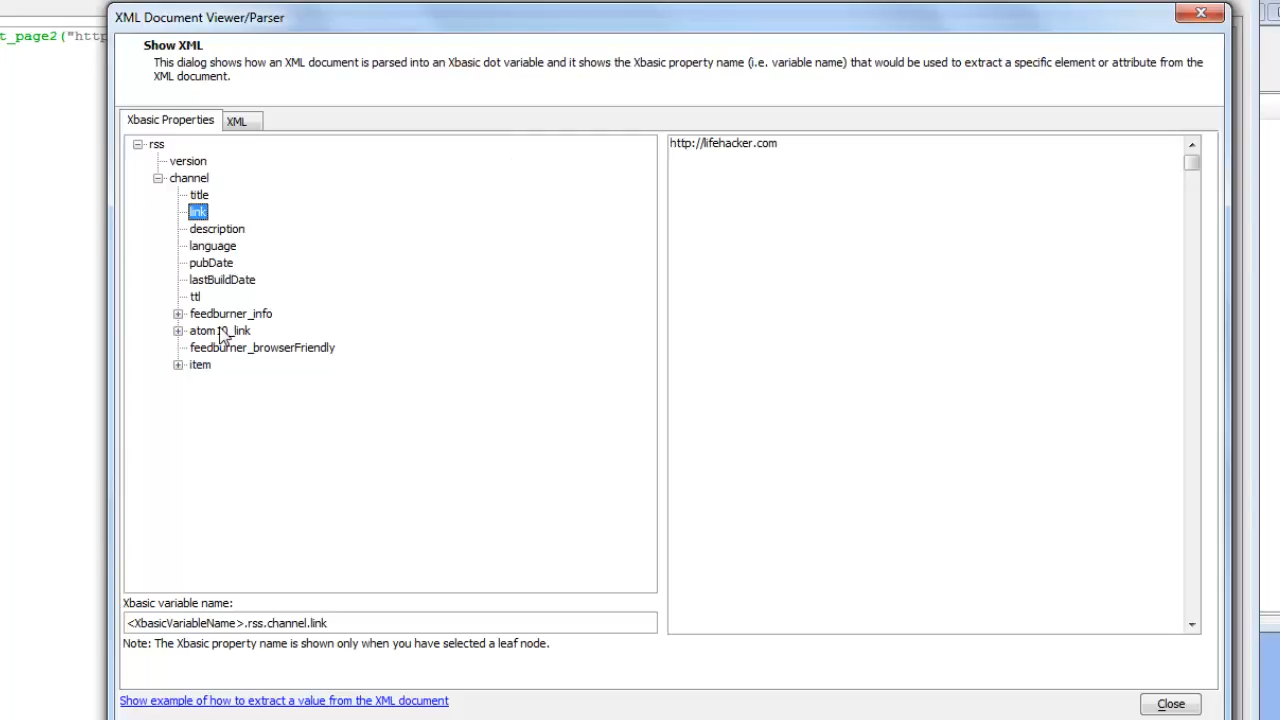 t_page2("http
XML Document Viewer/Parser
Show XML
This dialog shows how an XML document is parsed into an Xbasic dot variable and it shows the Xbasic property name (i.e. variable name) that would be used to extract a specific element or attribute from the
XML document.
Xbasic Properties
XML
rss
version
channel
title
link
description
language
pubDate
lastBuildDate
ttl
feedburner_info
atom10_link
feedburner_browserFriendly
item
http://lifehacker.com
Xbasic variable name:
<XbasicVariableName>.rss.channel.link
Note: The Xbasic property name is shown only when you have selected a leaf node.
Show example of how to extract a value from the XML document
Close